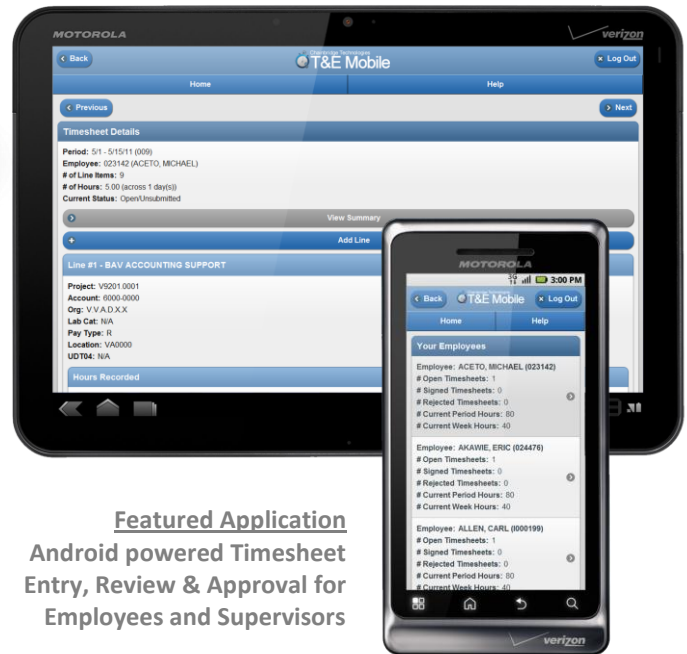 MOTOROLA
verizon
Back
Chainbridge Technologies
T&E Mobile
Log Out
Home
Help
Previous
Next
Timesheet Details
Period: 5/1 - 5/15/11 (009)
Employee: 023142 (ACETO, MICHAEL)
# of Line Items: 9
# of Hours: 5.00 (across 1 day(s))
Current Status: Open/Unsubmitted
View Summary
Add Line
Line #1 - BAV ACCOUNTING SUPPORT
Project: V9201.0001
Account: 6000-0000
Org: V.V.A.D.X.X
Lab Cat: N/A
Pay Type: R
Location: VA0000
UDT04: N/A
Hours Recorded
MOTOROLA
3G
3:00 PM
Back
T&E Mobile
Log Out
Home
Help
Your Employees
Employee: ACETO, MICHAEL (023142)
# Open Timesheets: 1
# Signed Timesheets: 0
# Rejected Timesheets: 0
# Current Period Hours: 80
# Current Week Hours: 40
Employee: AKAWIE, ERIC (024476)
# Open Timesheets: 1
# Signed Timesheets: 0
# Rejected Timesheets: 0
# Current Period Hours: 80
# Current Week Hours: 40
Employee: ALLEN, CARL (I000199)
# Open Timesheets: 1
# Signed Timesheets: 0
# Rejected Timesheets: 0
# Current Period Hours: 80
# Current Week Hours: 40
verizon
Featured Application
Android powered Timesheet
Entry, Review & Approval for
Employees and Supervisors